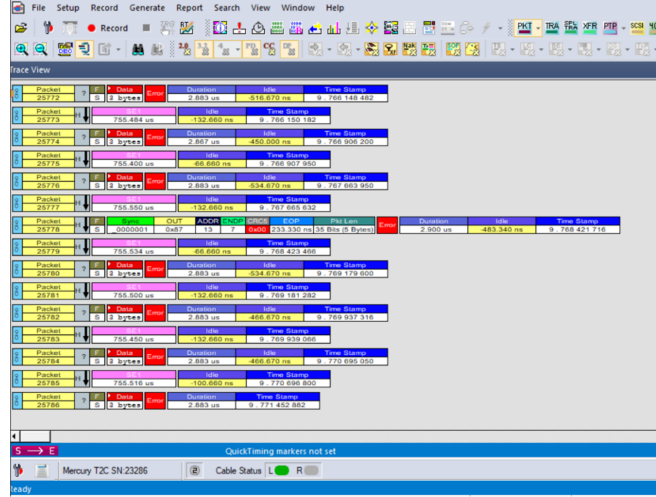 File Setup Record Generate Report Search View Window Help
Record
PKT TRA XFR PTP SCSI
Trace View
Packet 25772 ? F S Data 2 bytes Error Duration 2.883 us Idle -516.670 ns Time Stamp 9 . 766 148 482
Packet 25773 H SE1 755.484 us Idle -132.660 ns Time Stamp 9 . 766 150 182
Packet 25774 ? F S Data 2 bytes Error Duration 2.867 us Idle -450.000 ns Time Stamp 9 . 766 906 200
Packet 25775 H SE1 755.400 us Idle -66.660 ns Time Stamp 9 . 766 907 950
Packet 25776 ? F S Data 2 bytes Error Duration 2.883 us Idle -534.670 ns Time Stamp 9 . 767 663 950
Packet 25777 H SE1 755.550 us Idle -132.660 ns Time Stamp 9 . 767 665 632
Packet 25778 H F S Sync _0000001 OUT 0x87 ADDR 13 ENDP 7 CRC5 0x00 EOP 233.330 ns Pkt Len 35 Bits (5 Bytes) Error Duration 2.900 us Idle -483.340 ns Time Stamp 9 . 768 421 716
Packet 25779 H SE1 755.534 us Idle -66.660 ns Time Stamp 9 . 768 423 466
Packet 25780 ? F S Data 2 bytes Error Duration 2.883 us Idle -534.670 ns Time Stamp 9 . 769 179 600
Packet 25781 H SE1 755.500 us Idle -132.660 ns Time Stamp 9 . 769 181 282
Packet 25782 ? F S Data 2 bytes Error Duration 2.883 us Idle -466.670 ns Time Stamp 9 . 769 937 316
Packet 25783 H SE1 755.450 us Idle -132.660 ns Time Stamp 9 . 769 939 066
Packet 25784 ? F S Data 2 bytes Error Duration 2.883 us Idle -466.670 ns Time Stamp 9 . 770 695 050
Packet 25785 H SE1 755.516 us Idle -100.660 ns Time Stamp 9 . 770 696 800
Packet 25786 ? F S Data 2 bytes Error Duration 2.883 us Time Stamp 9 . 771 452 882
S → E QuickTiming markers not set
Mercury T2C SN:23286 2 Cable Status L R
Ready